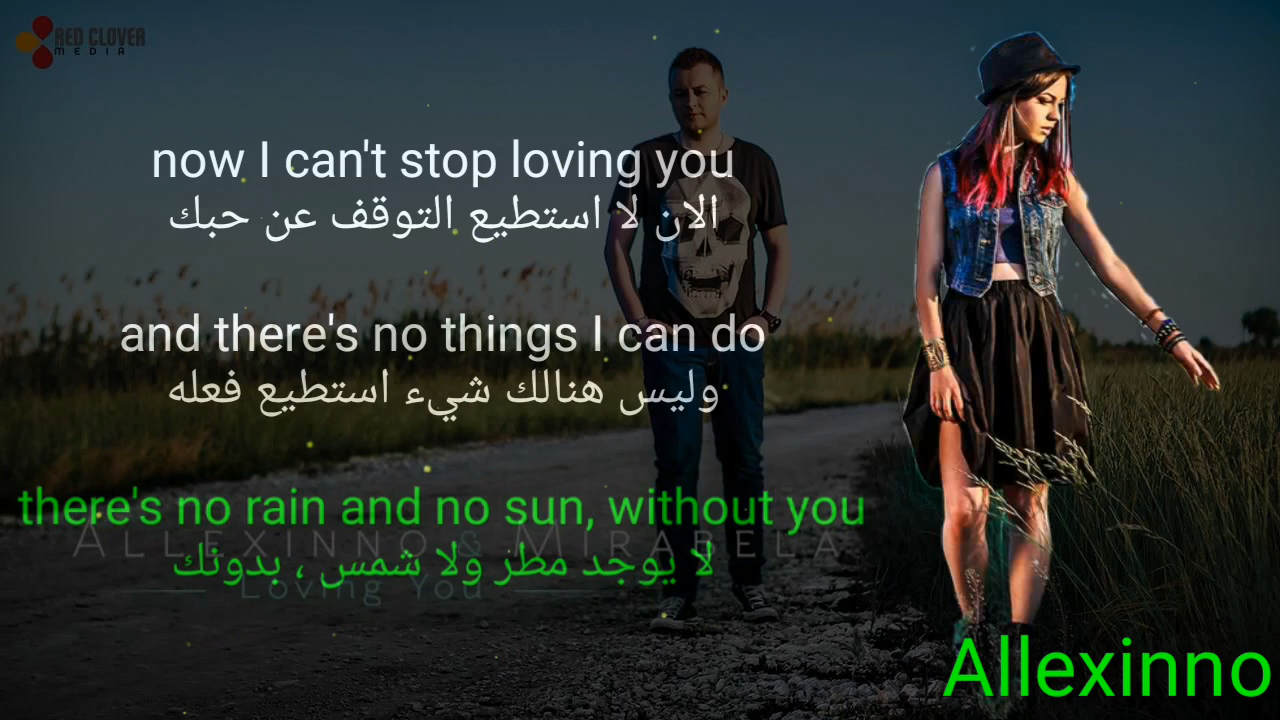 RED CLOVER
MEDIA
now I can't stop loving you
الان لا استطيع التوقف عن حبك
and there's no things I can do
وليس هنالك شيء استطيع فعله
there's no rain and no sun, without you
ALLEXINNO & MIRABELA
لا يوجد مطر ولا شمس ، بدونك
Loving You
Allexinno